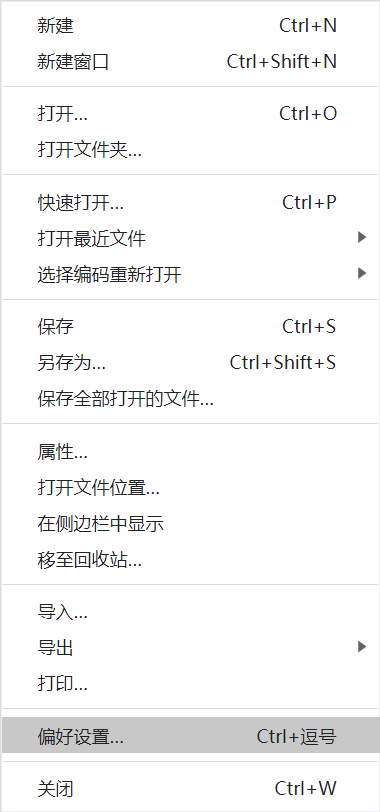 新建 Ctrl+N
新建窗口 Ctrl+Shift+N
打开... Ctrl+O
打开文件夹...
快速打开... Ctrl+P
打开最近文件
选择编码重新打开
保存 Ctrl+S
另存为... Ctrl+Shift+S
保存全部打开的文件...
属性...
打开文件位置...
在侧边栏中显示
移至回收站...
导入...
导出
打印...
偏好设置... Ctrl+逗号
关闭 Ctrl+W